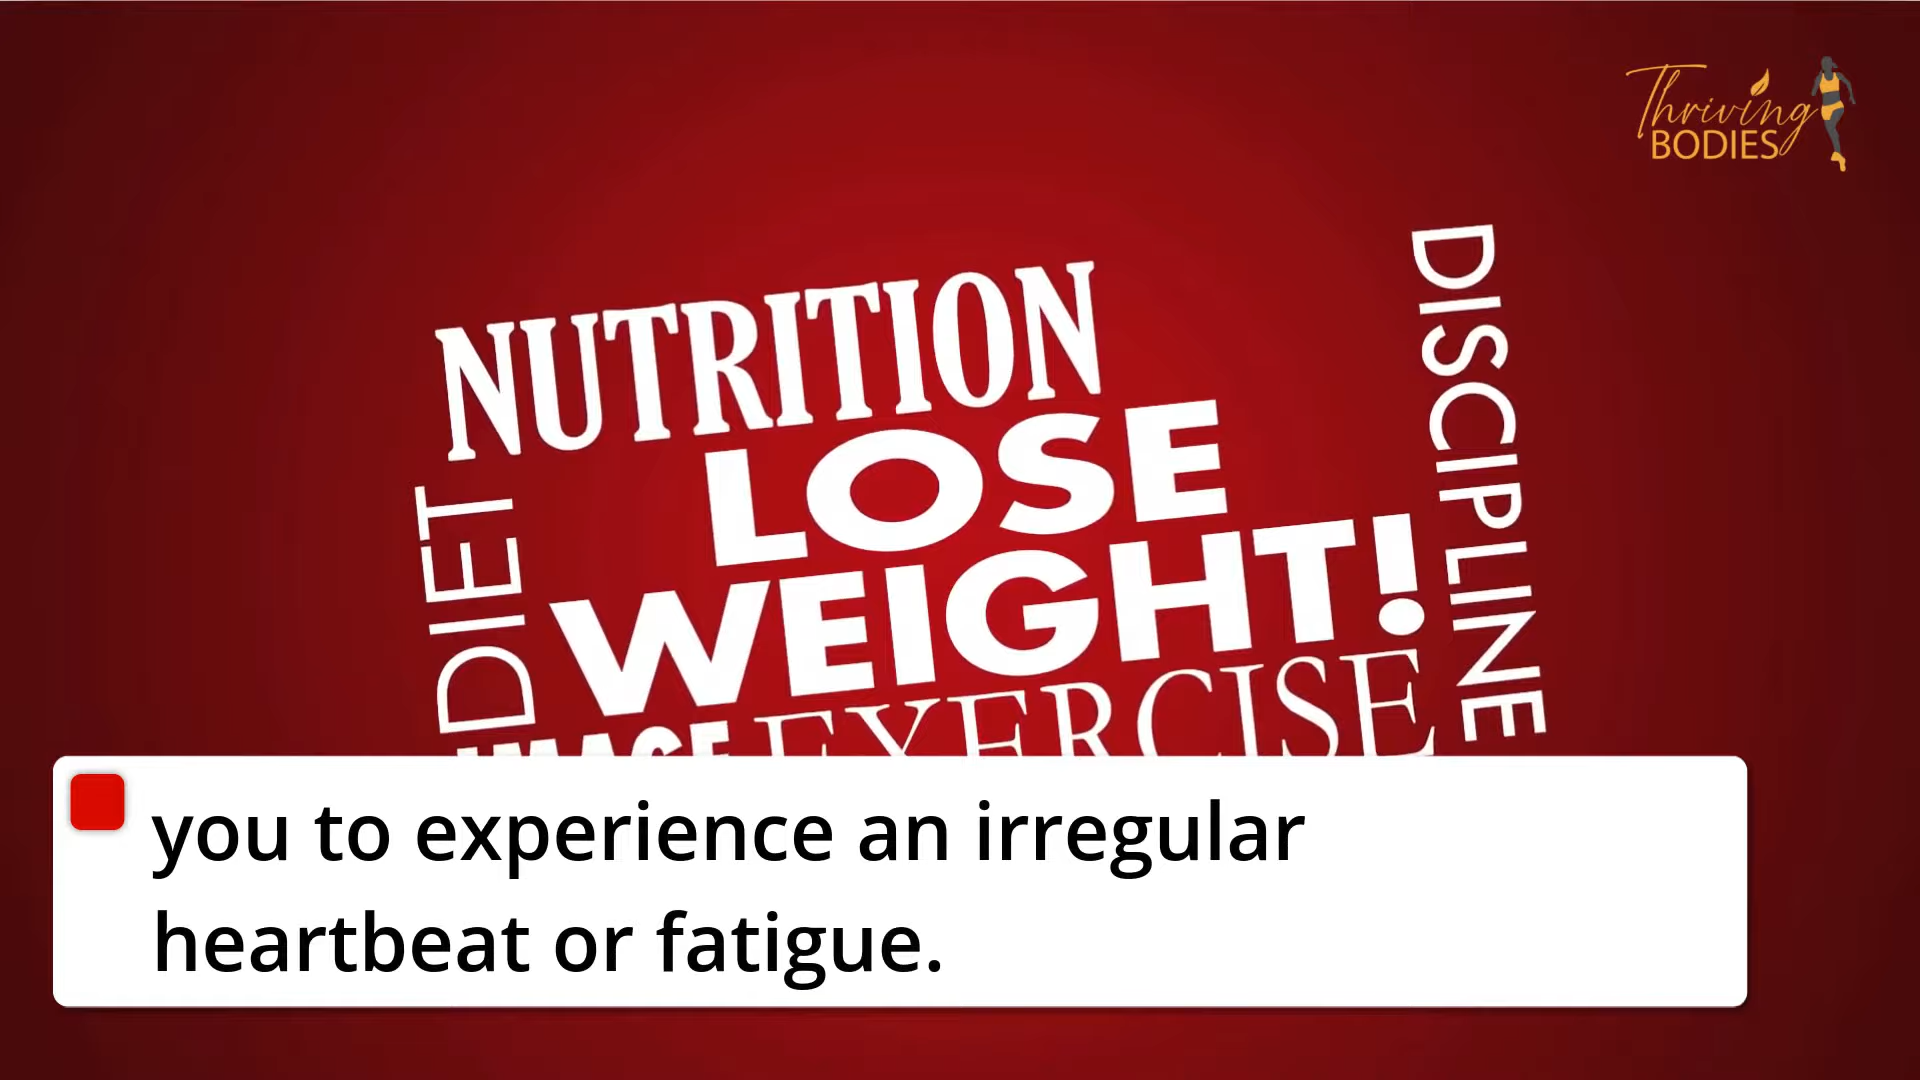 Thriving
BODIES
NUTRITION
LOSE
WEIGHT!
DIET
DISCIPLINE
EXERCISE
you to experience an irregular
heartbeat or fatigue.